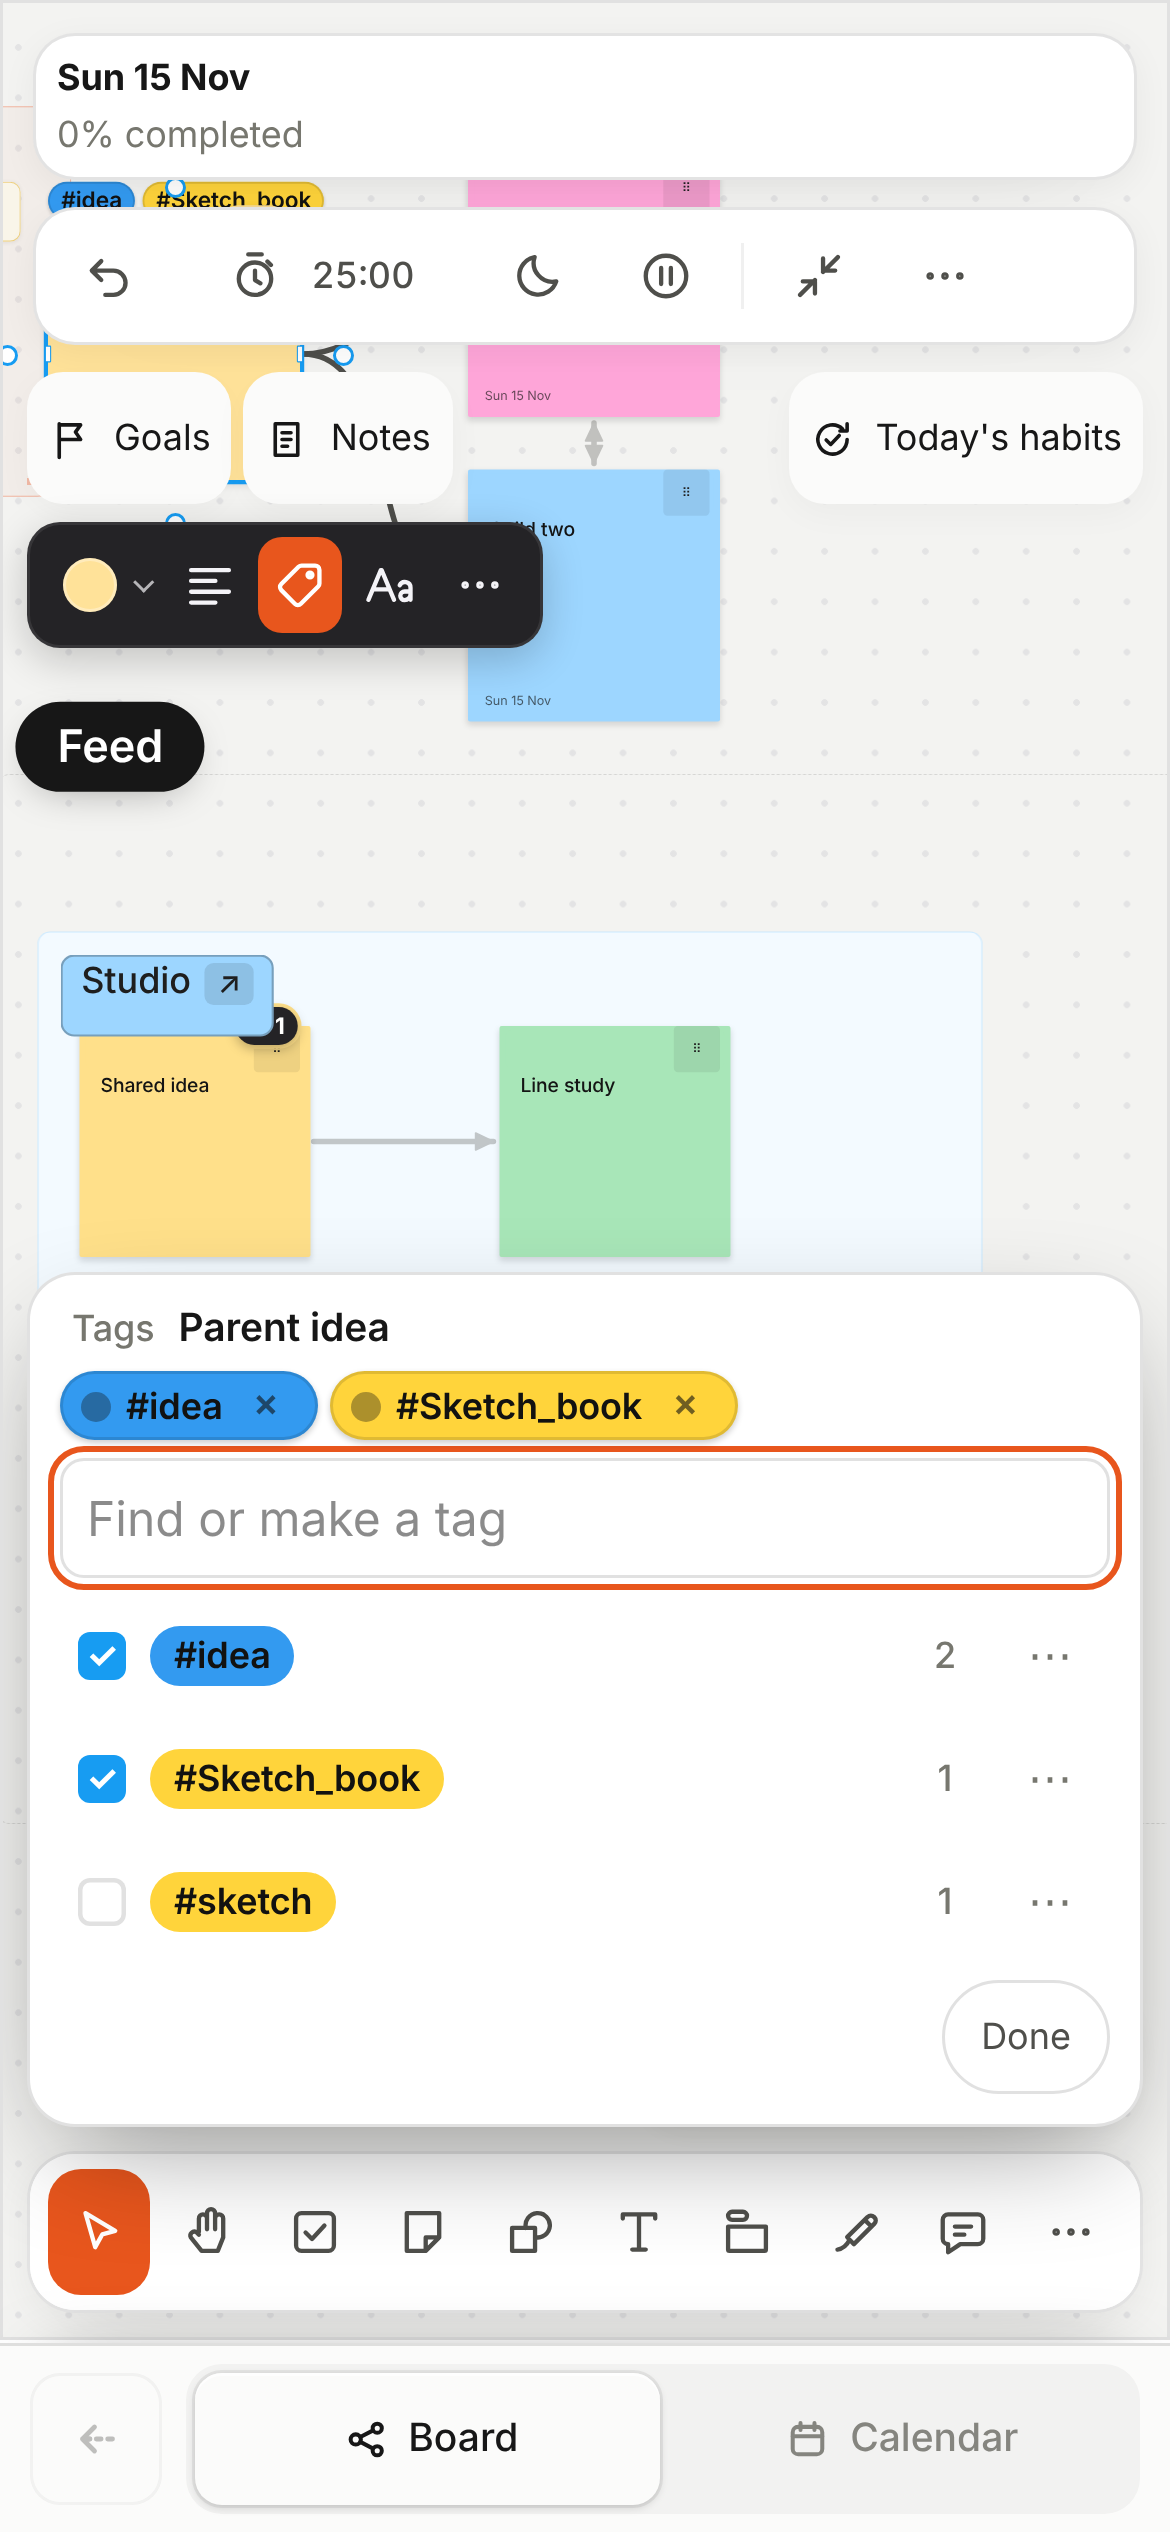 Sun 15 Nov
0% completed
#idea #Sketch_book
25:00
Sun 15 Nov
Goals Notes Today's habits
two
Aa
Sun 15 Nov
Feed
Studio
1
Shared idea Line study
Tags Parent idea
#idea × #Sketch_book ×
Find or make a tag
#idea 2
#Sketch_book 1
#sketch 1
Done
Board Calendar